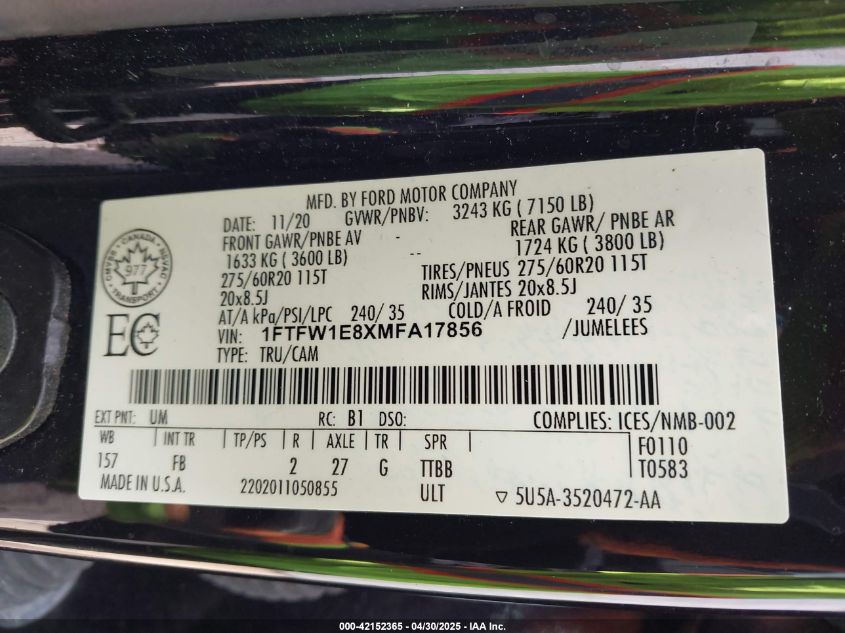 MFD. BY FORD MOTOR COMPANY
DATE: 11/20 GVWR/PNBV: 3243 KG ( 7150 LB)
FRONT GAWR/PNBE AV - REAR GAWR/ PNBE AR
1633 KG ( 3600 LB) -- 1724 KG ( 3800 LB)
275/60R20 115T TIRES/PNEUS 275/60R20 115T
20x8.5J RIMS/JANTES 20x8.5J
AT/A kPa/PSI/LPC 240/ 35 COLD/A FROID 240/ 35
VIN: 1FTFW1E8XMFA17856 /JUMELEES
TYPE: TRU/CAM
CANADA
977
TRANSPORT
EC
EXT PNT: UM RC: B1 DSO: COMPLIES: ICES/NMB-002
WB INT TR TP/PS R AXLE TR SPR F0110
157 FB 2 27 G TTBB T0583
MADE IN U.S.A. 2202011050855 ULT 5U5A-3520472-AA
000-42152365 - 04/30/2025 - IAA Inc.